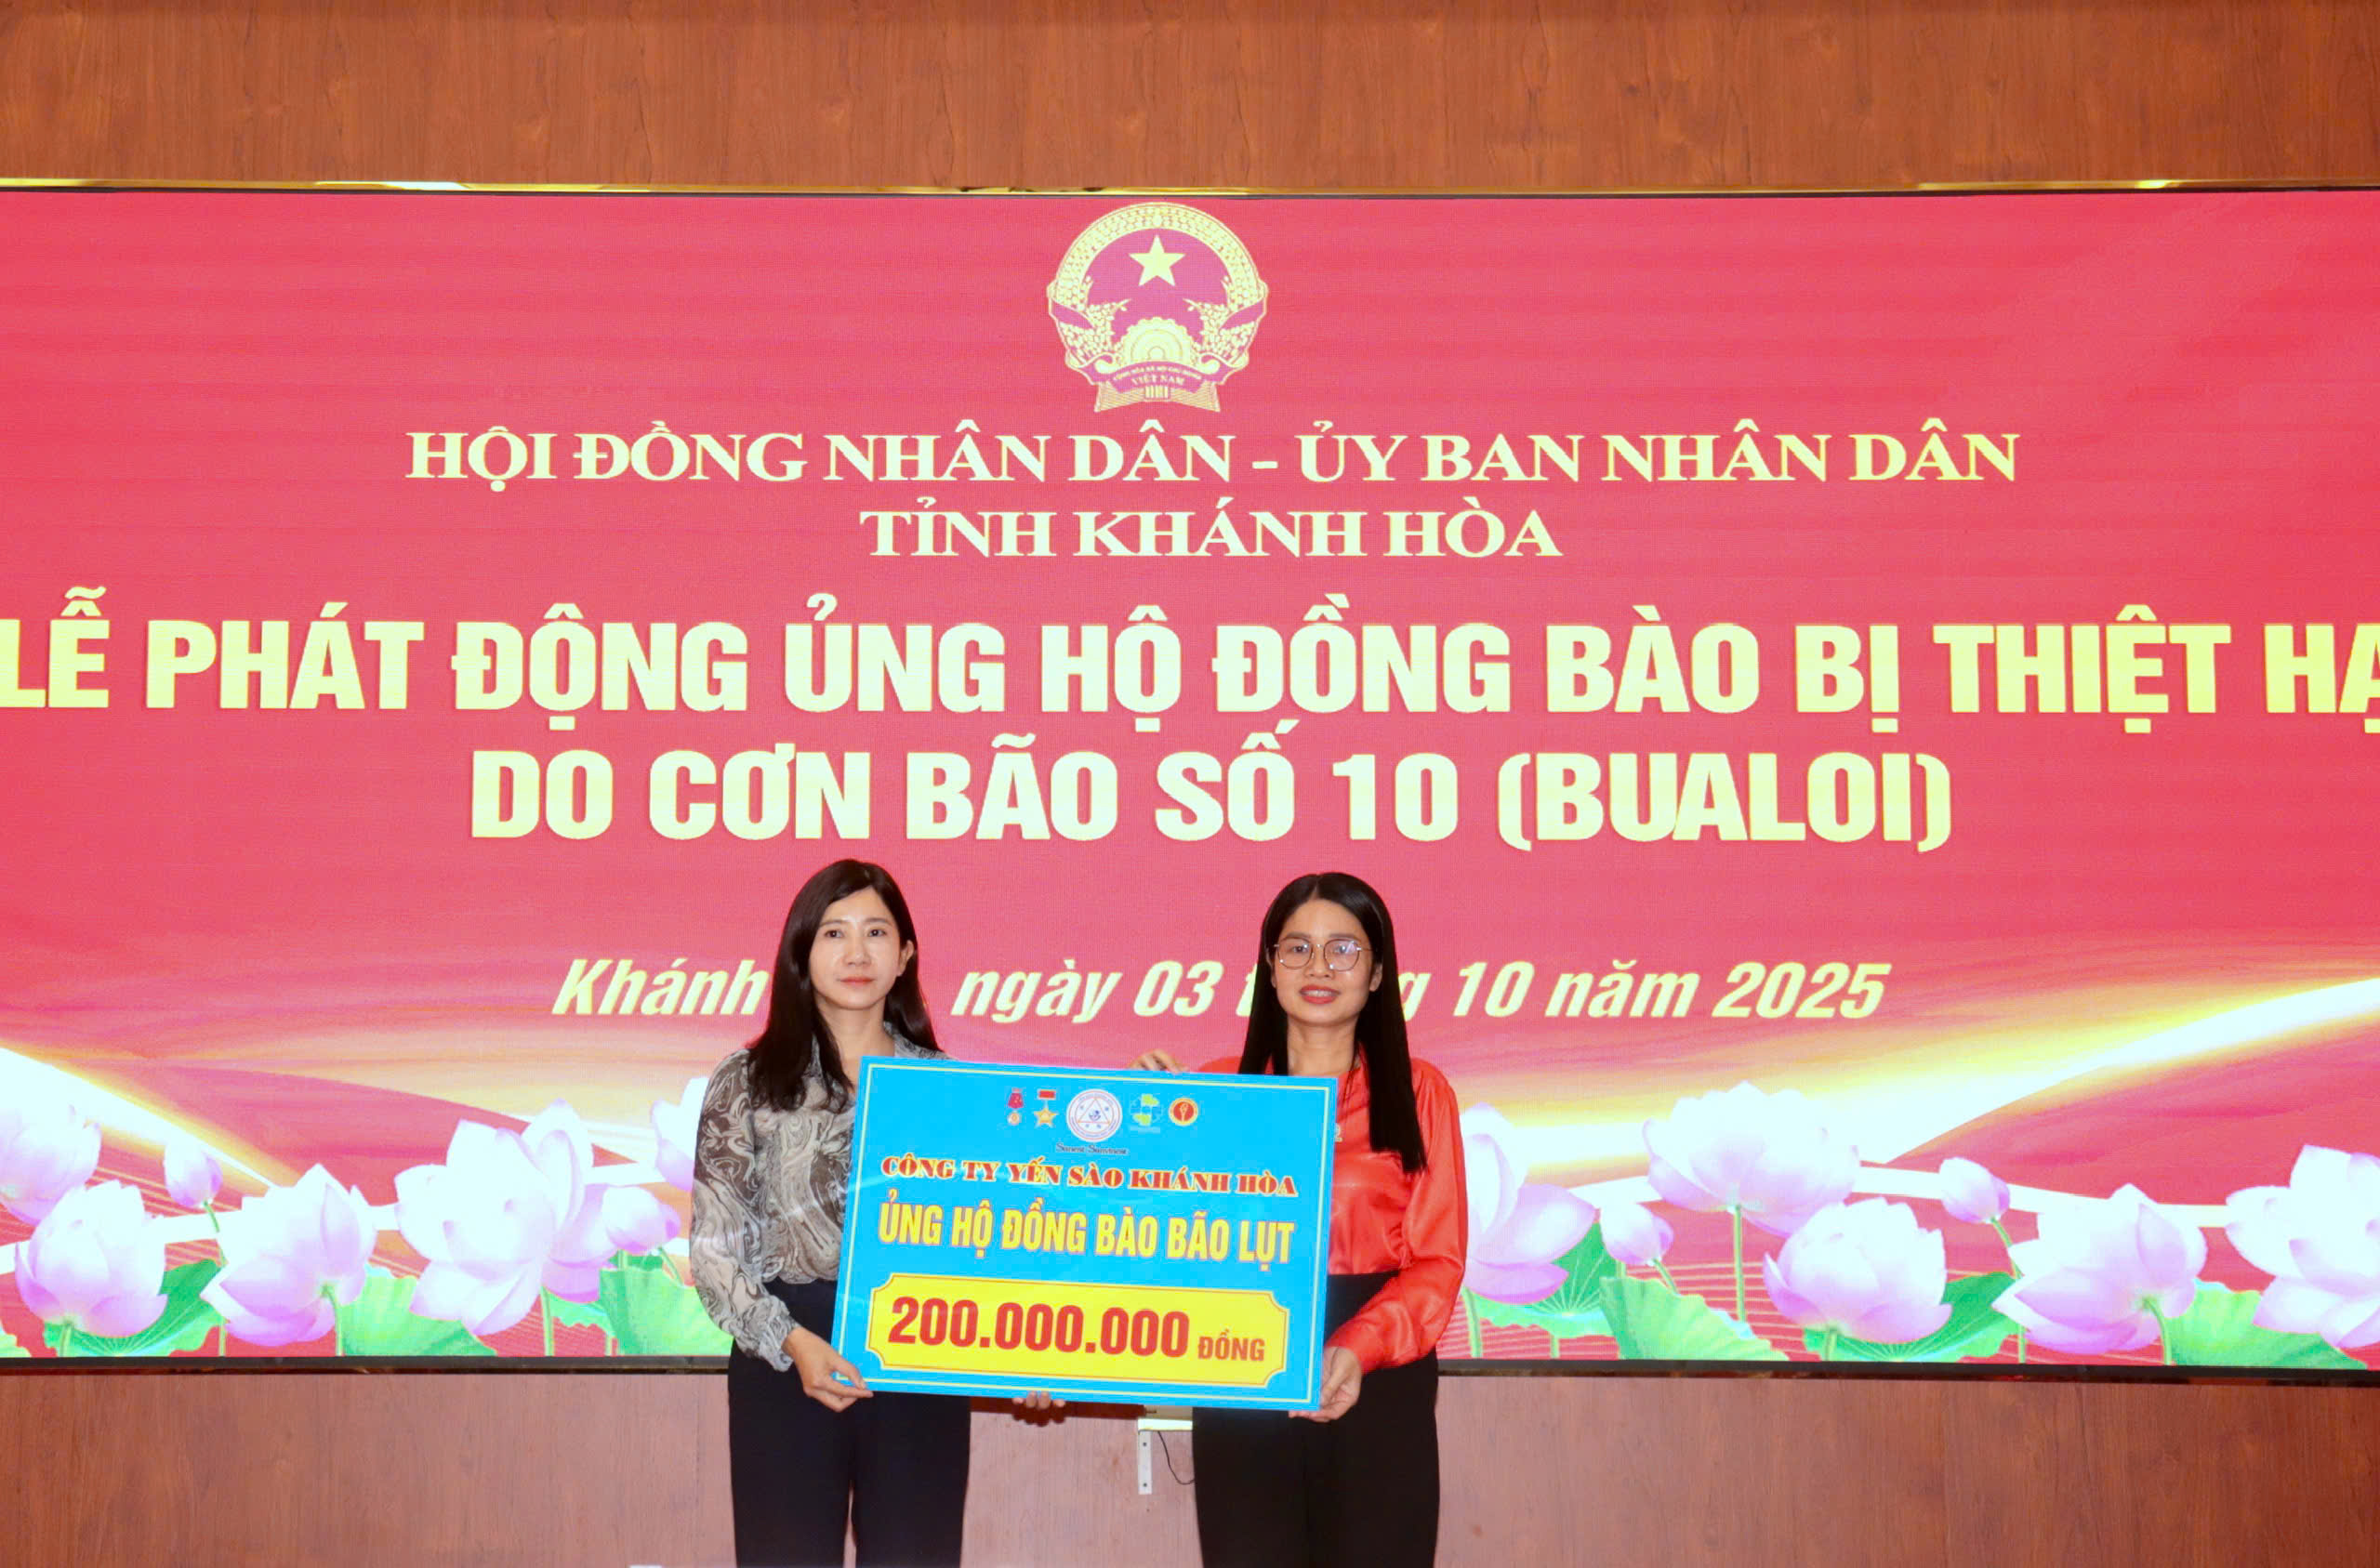 VIỆT NAM
HỘI ĐỒNG NHÂN DÂN - ỦY BAN NHÂN DÂN
TỈNH KHÁNH HÒA
LỄ PHÁT ĐỘNG ỦNG HỘ ĐỒNG BÀO BỊ THIỆT HẠ
DO CƠN BÃO SỐ 10 (BUALOI)
Khánh ngày 03 t g 10 năm 2025
CÔNG TY YẾN SÀO KHÁNH HÒA
ỦNG HỘ ĐỒNG BÀO BÃO LỤT
200.000.000 ĐỒNG